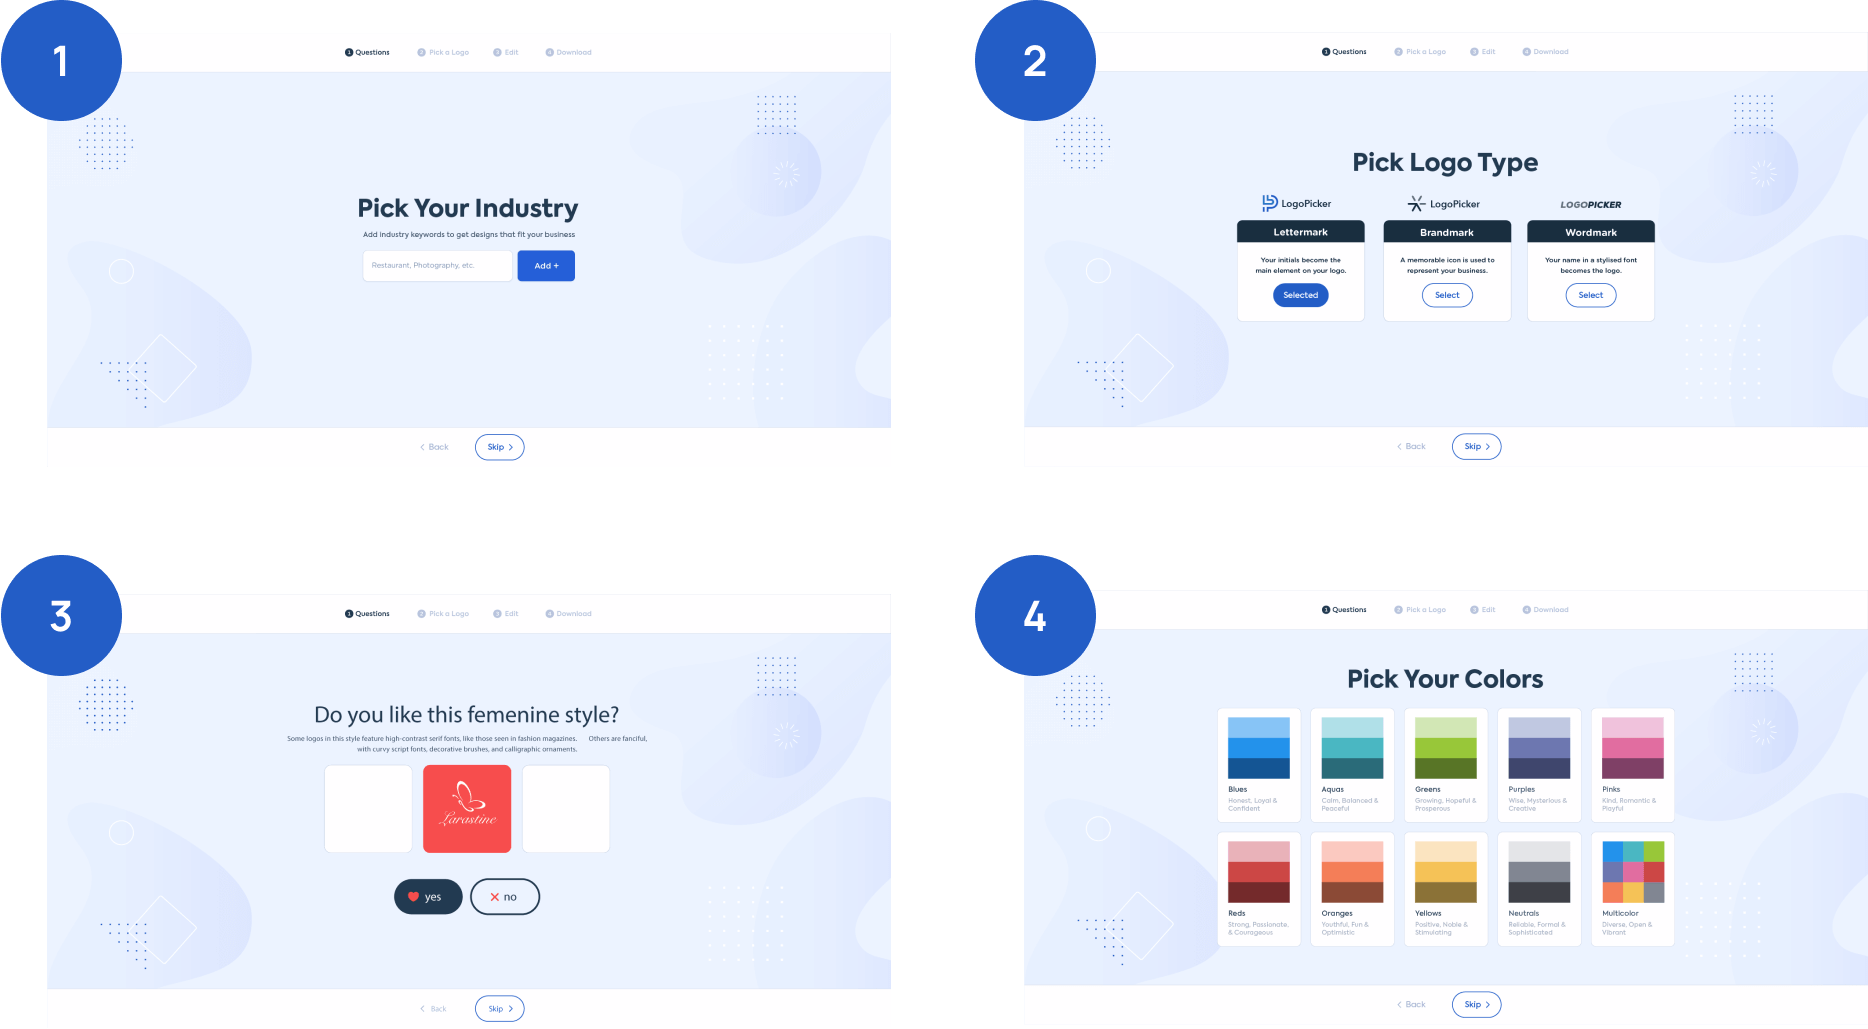 1
1 Questions 2 Pick a Logo 3 Edit 4 Download
Pick Your Industry
Add industry keywords to get designs that fit your business
Restaurant, Photography, etc. Add +
Back Skip
2
1 Questions 2 Pick a Logo 3 Edit 4 Download
Pick Logo Type
LogoPicker LogoPicker LOGOPICKER
Lettermark Brandmark Wordmark
Your initials become the
main element on your logo.
Selected
A memorable icon is used to
represent your business.
Select
Your name in a stylised font
becomes the logo.
Select
Back Skip
3
1 Questions 2 Pick a Logo 3 Edit 4 Download
Do you like this femenine style?
Some logos in this style feature high-contrast serif fonts, like those seen in fashion magazines. Others are fanciful,
with curvy script fonts, decorative brushes, and calligraphic ornaments.
Larastine
yes no
Back Skip
4
1 Questions 2 Pick a Logo 3 Edit 4 Download
Pick Your Colors
Blues
Honest, Loyal &
Confident
Aquas
Calm, Balanced &
Peaceful
Greens
Growing, Hopeful &
Prosperous
Purples
Wise, Mysterious &
Creative
Pinks
Kind, Romantic &
Playful
Reds
Strong, Passionate,
& Courageous
Oranges
Youthful, Fun &
Optimistic
Yellows
Positive, Noble &
Stimulating
Neutrals
Reliable, Formal &
Sophisticated
Multicolor
Diverse, Open &
Vibrant
Back Skip